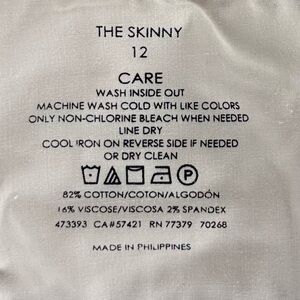 THE SKINNY
12
CARE
WASH INSIDE OUT
MACHINE WASH COLD WITH LIKE COLORS
ONLY NON-CHLORINE BLEACH WHEN NEEDED
LINE DRY
COOL IRON ON REVERSE SIDE IF NEEDED
OR DRY CLEAN
P
82% COTTON/COTON/ALGODÓN
16% VISCOSE/VISCOSA 2% SPANDEX
473393 CA#57421 RN 77379 70268
MADE IN PHILIPPINES